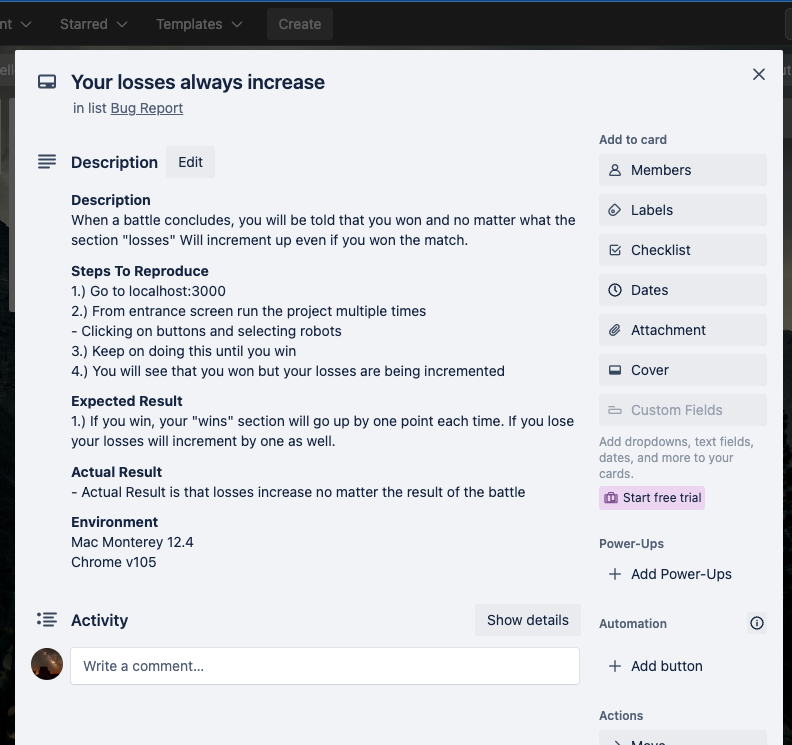 nt
Starred
Templates
Create
Your losses always increase
in list Bug Report
Description
Edit
Description
When a battle concludes, you will be told that you won and no matter what the
section "losses" Will increment up even if you won the match.
Steps To Reproduce
1.) Go to localhost:3000
2.) From entrance screen run the project multiple times
- Clicking on buttons and selecting robots
3.) Keep on doing this until you win
4.) You will see that you won but your losses are being incremented
Expected Result
1.) If you win, your "wins" section will go up by one point each time. If you lose
your losses will increment by one as well.
Actual Result
- Actual Result is that losses increase no matter the result of the battle
Environment
Mac Monterey 12.4
Chrome v105
Activity
Show details
Write a comment…
Add to card
Members
Labels
Checklist
Dates
Attachment
Cover
Custom Fields
Add dropdowns, text fields,
dates, and more to your
cards.
Start free trial
Power-Ups
Add Power-Ups
Automation
Add button
Actions
Move